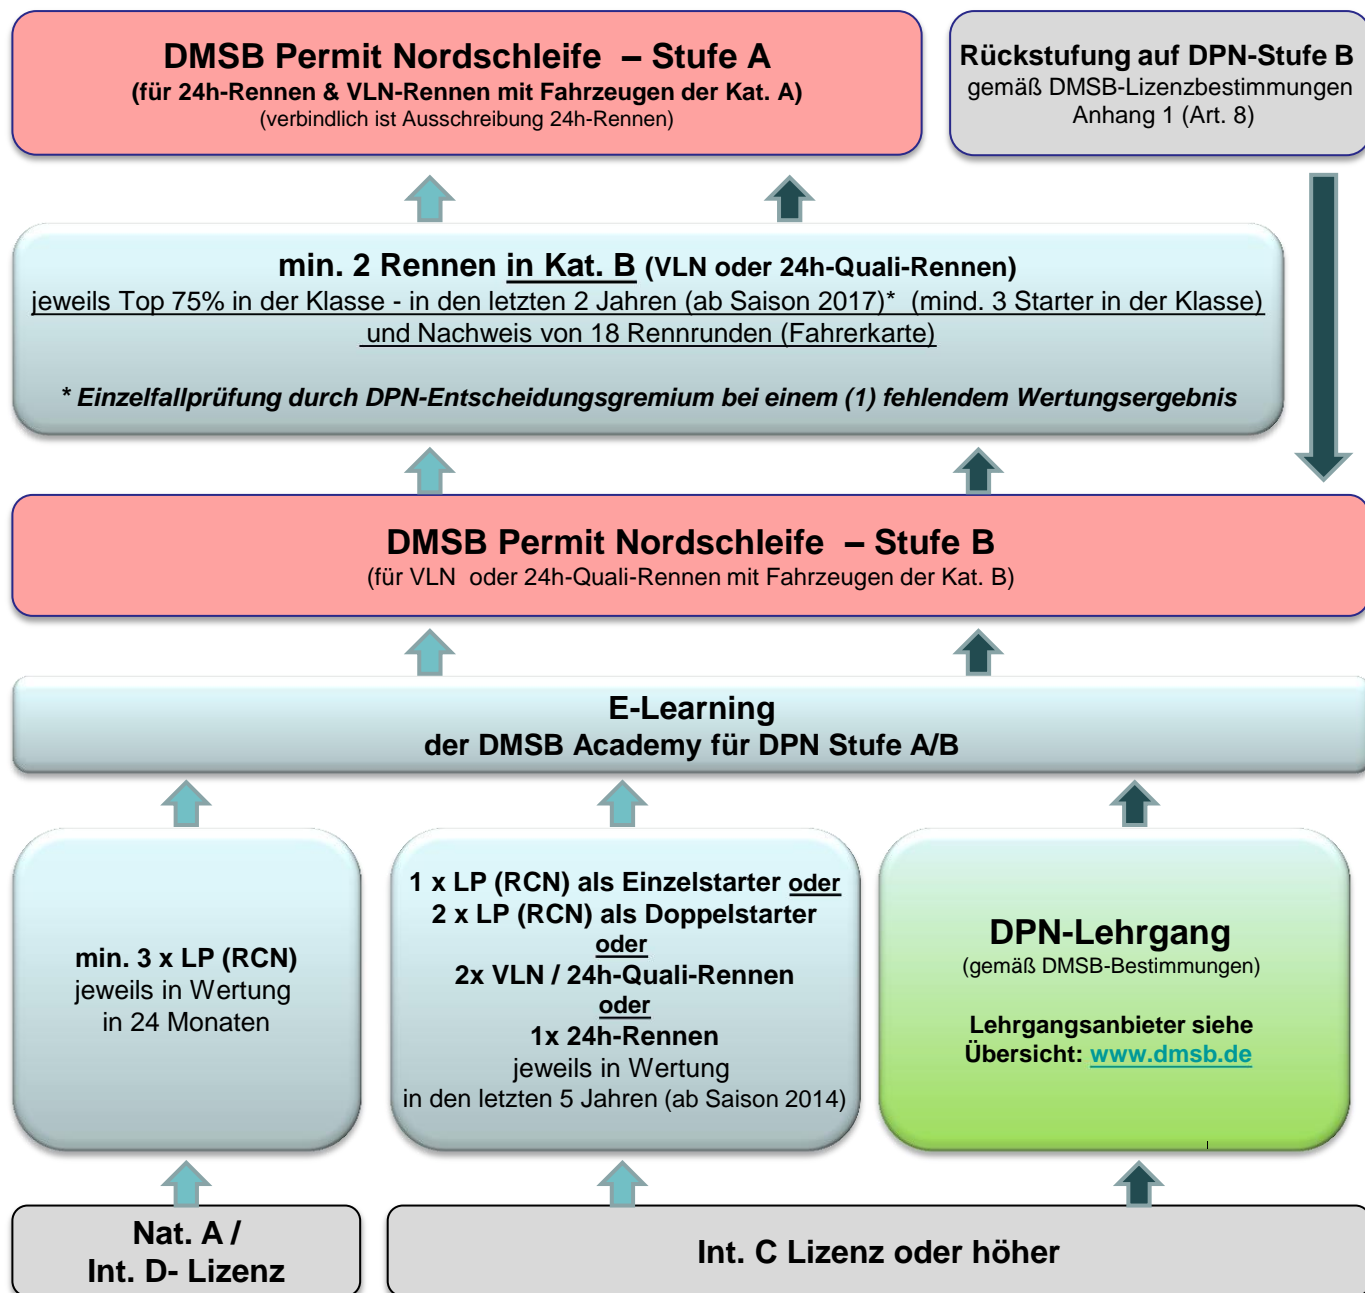 DMSB Permit Nordschleife – Stufe A
(für 24h-Rennen & VLN-Rennen mit Fahrzeugen der Kat. A)
(verbindlich ist Ausschreibung 24h-Rennen)
Rückstufung auf DPN-Stufe B
gemäß DMSB-Lizenzbestimmungen
Anhang 1 (Art. 8)
min. 2 Rennen in Kat. B (VLN oder 24h-Quali-Rennen)
jeweils Top 75% in der Klasse - in den letzten 2 Jahren (ab Saison 2017)* (mind. 3 Starter in der Klasse)
und Nachweis von 18 Rennrunden (Fahrerkarte)
* Einzelfallprüfung durch DPN-Entscheidungsgremium bei einem (1) fehlendem Wertungsergebnis
DMSB Permit Nordschleife – Stufe B
(für VLN oder 24h-Quali-Rennen mit Fahrzeugen der Kat. B)
E-Learning
der DMSB Academy für DPN Stufe A/B
min. 3 x LP (RCN)
jeweils in Wertung
in 24 Monaten
1 x LP (RCN) als Einzelstarter oder
2 x LP (RCN) als Doppelstarter
oder
2x VLN / 24h-Quali-Rennen
oder
1x 24h-Rennen
jeweils in Wertung
in den letzten 5 Jahren (ab Saison 2014)
DPN-Lehrgang
(gemäß DMSB-Bestimmungen)
Lehrgangsanbieter siehe
Übersicht: www.dmsb.de
Nat. A /
Int. D- Lizenz
Int. C Lizenz oder höher